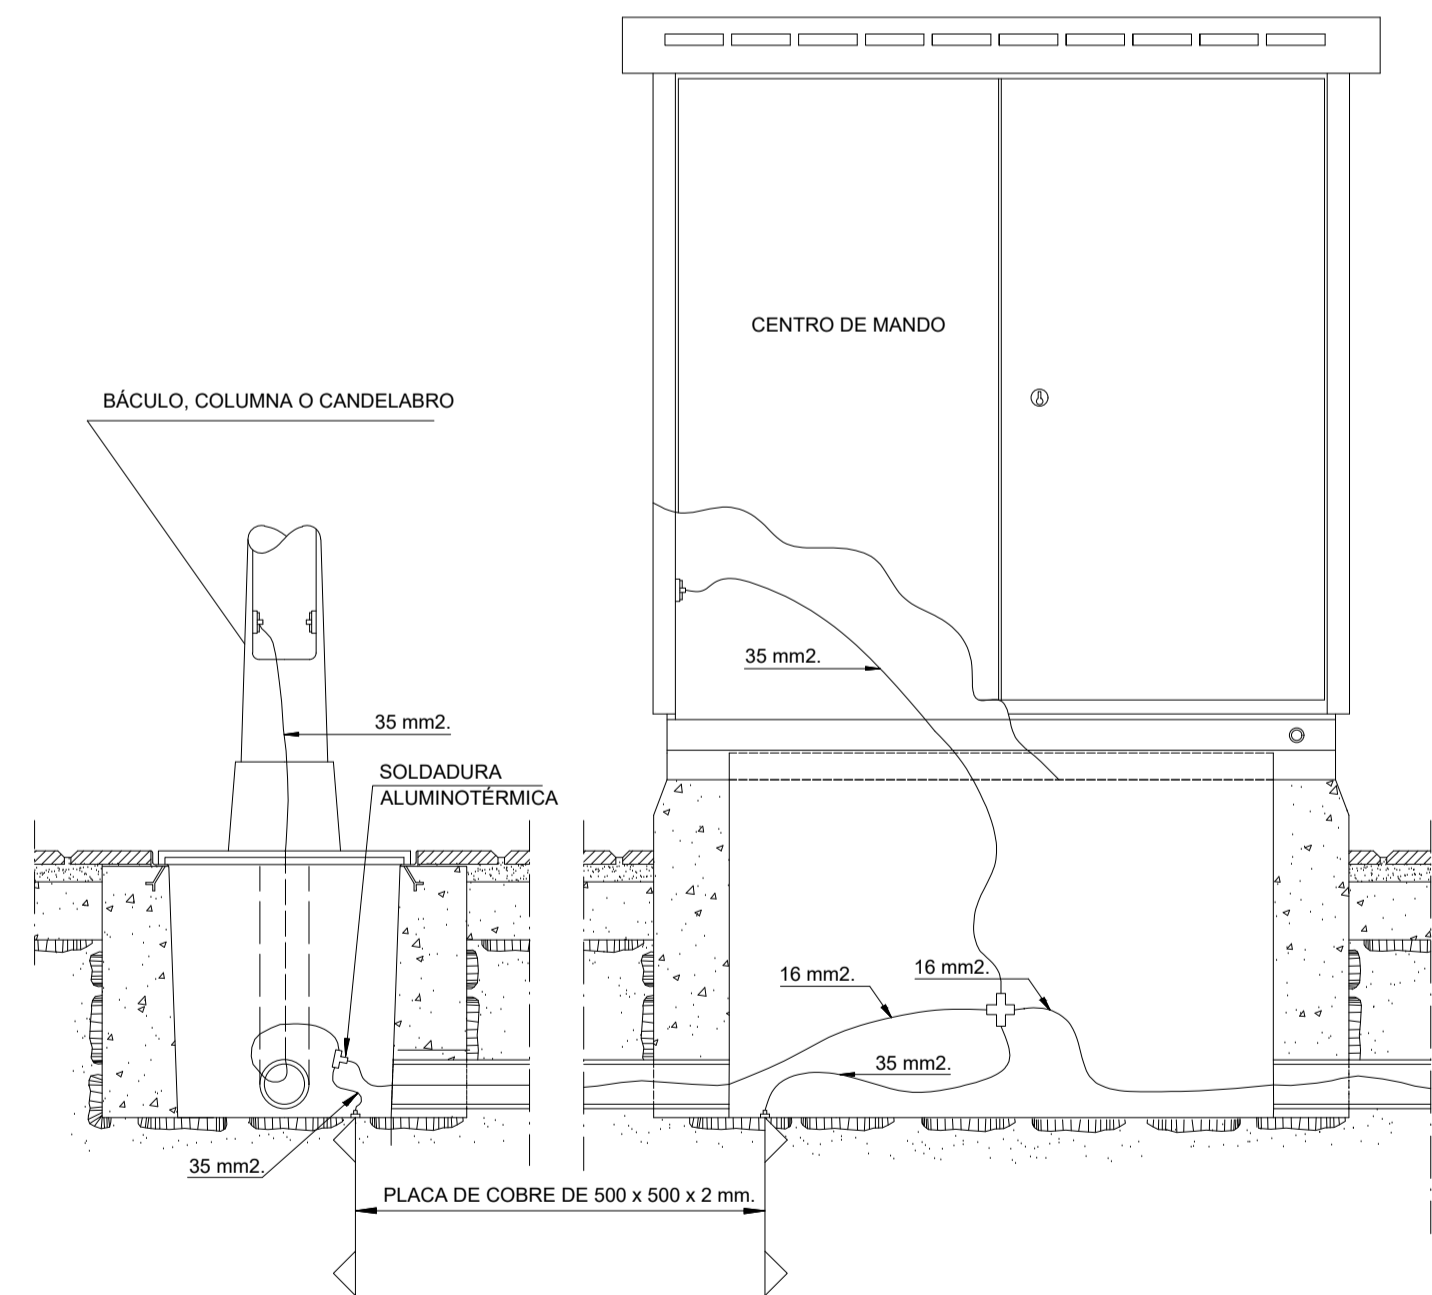 CENTRO DE MANDO
BÁCULO, COLUMNA O CANDELABRO
35 mm2.
35 mm2.
SOLDADURA
ALUMINOTÉRMICA
16 mm2.
16 mm2.
35 mm2.
35 mm2.
PLACA DE COBRE DE 500 x 500 x 2 mm.